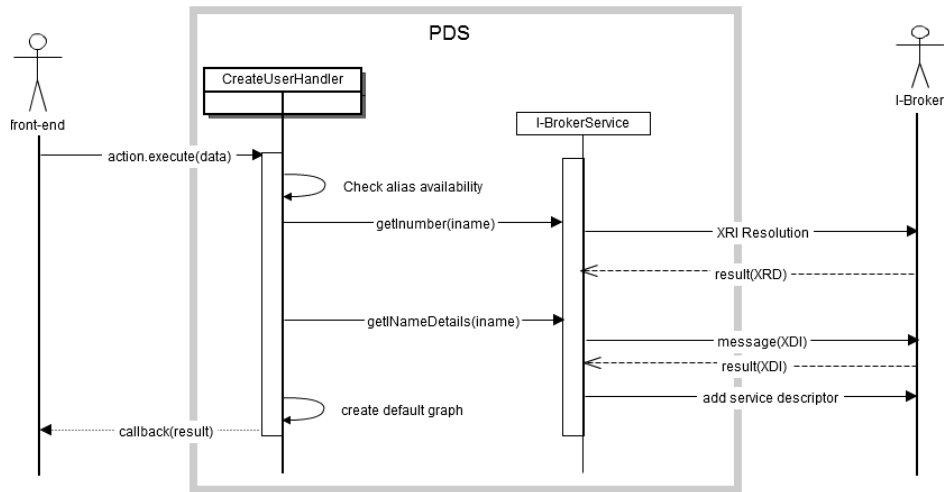 PDS
CreateUserHandler
front-end
I-BrokerService
I-Broker
action.execute(data)
Check alias availability
getInumber(iname)
XRI Resolution
result(XRD)
getINameDetails(iname)
message(XDI)
result(XDI)
add service descriptor
create default graph
callback(result)